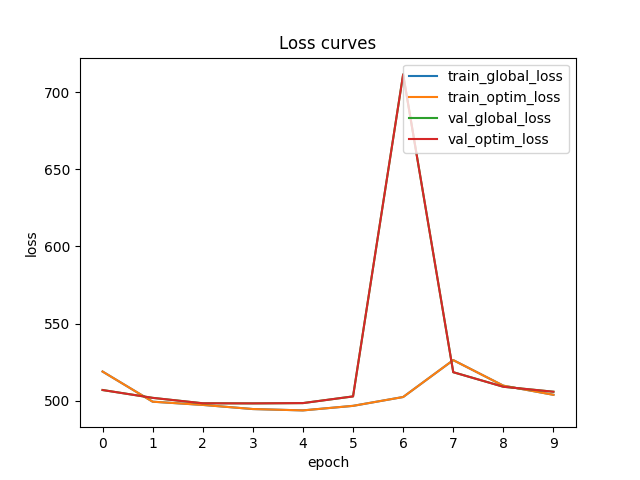 Loss curves
train_global_loss
train_optim_loss
val_global_loss
val_optim_loss
700
650
600
550
500
loss
0 1 2 3 4 5 6 7 8 9
epoch